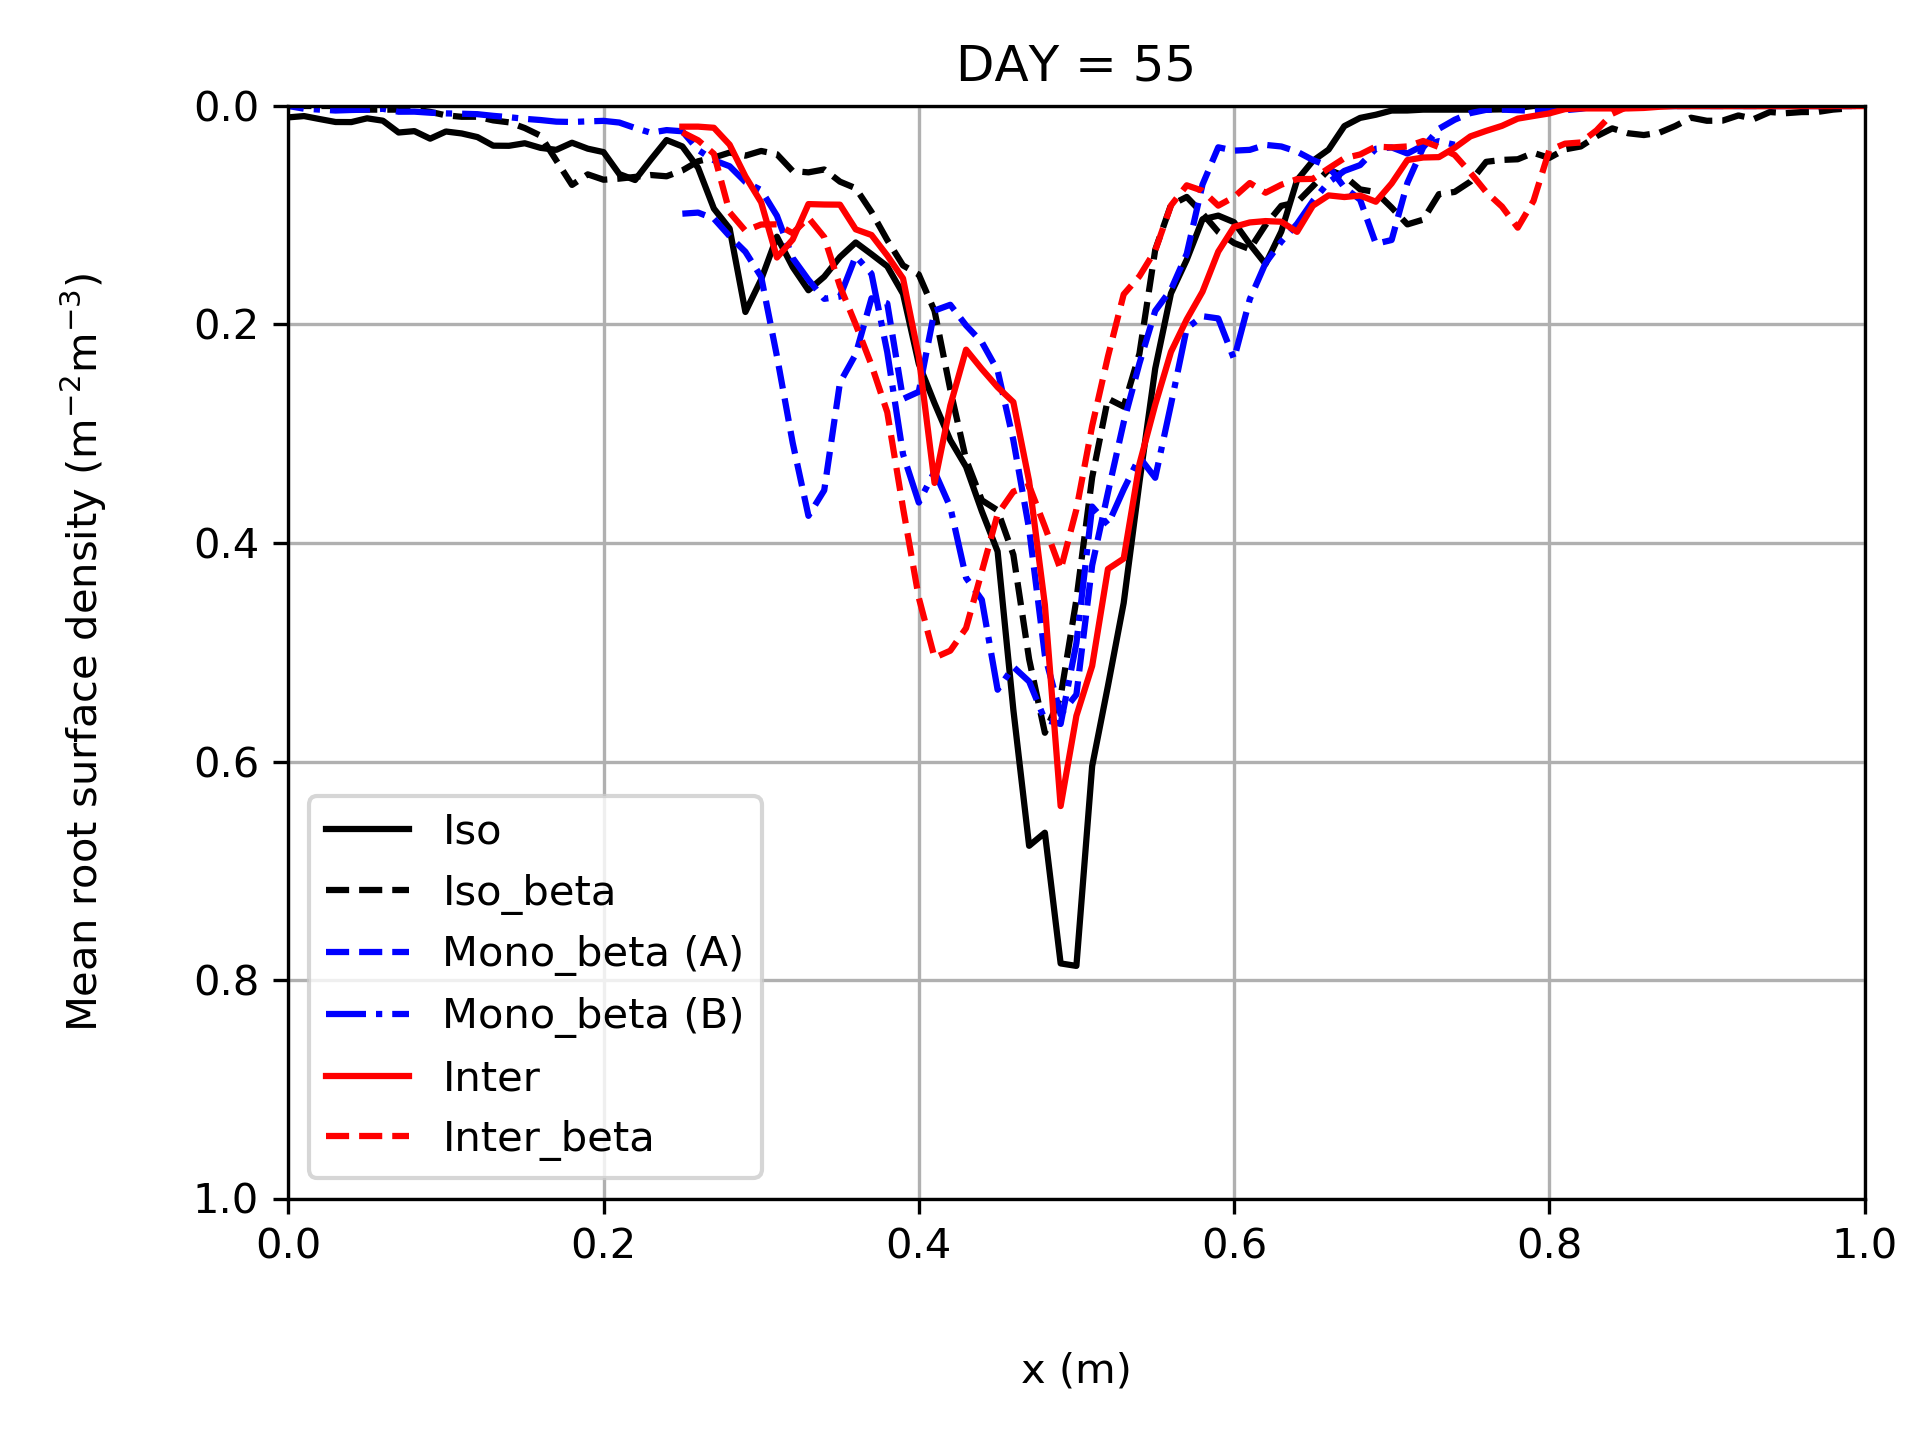 DAY = 55
0.0
0.2
0.4
0.6
0.8
1.0
Mean root surface density (m⁻²m⁻³)
Iso
Iso_beta
Mono_beta (A)
Mono_beta (B)
Inter
Inter_beta
0.0 0.2 0.4 0.6 0.8 1.0
x (m)